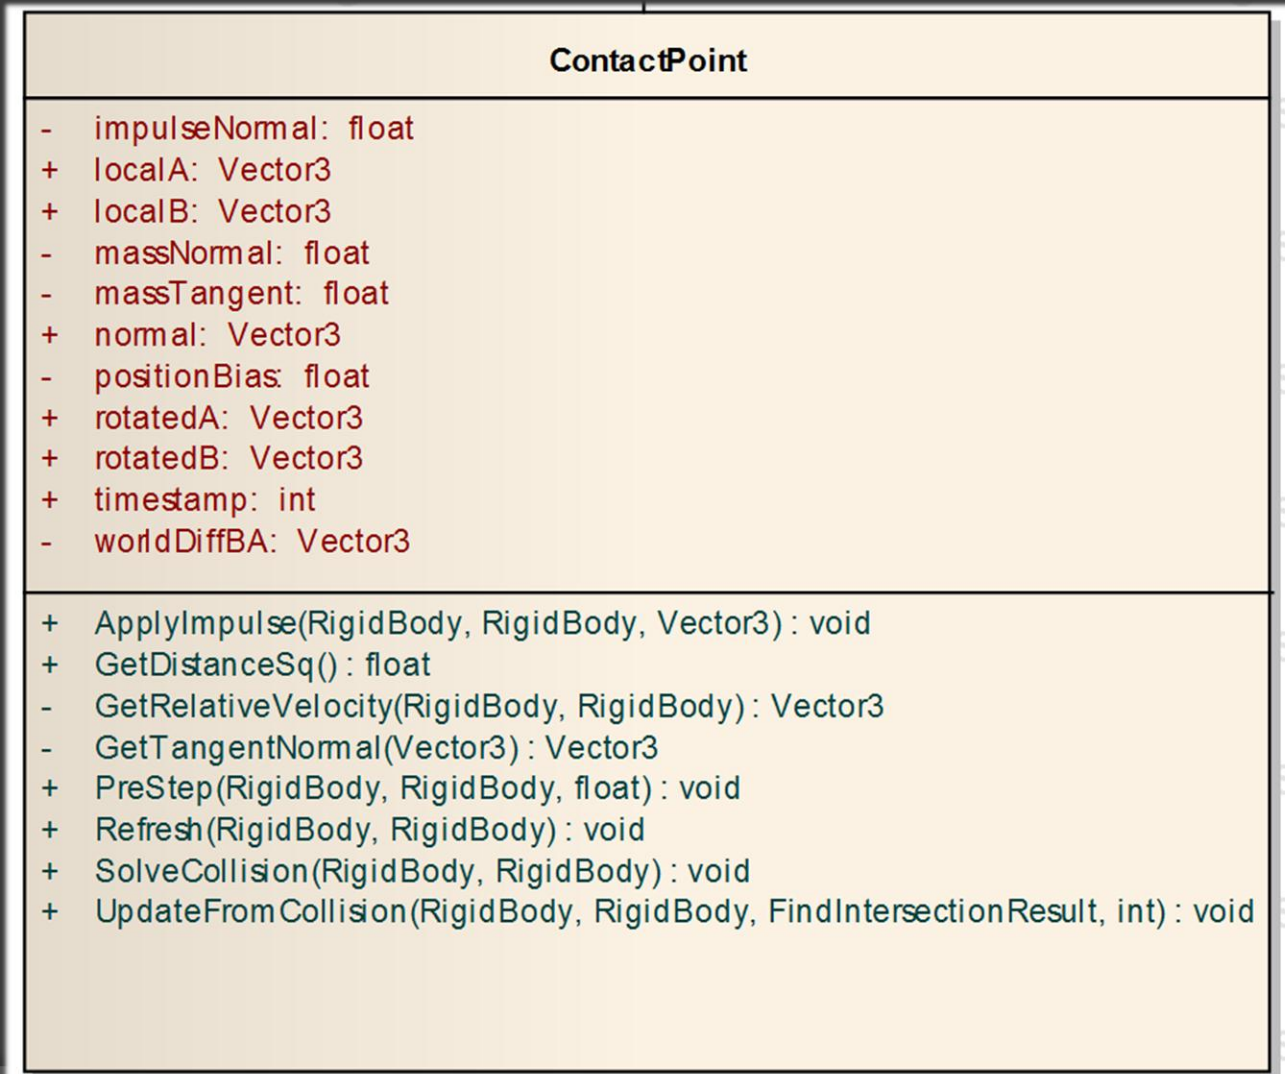 ContactPoint
- impulseNormal: float
+ localA: Vector3
+ localB: Vector3
- massNormal: float
- massTangent: float
+ normal: Vector3
- positionBias: float
+ rotatedA: Vector3
+ rotatedB: Vector3
+ timestamp: int
- worldDiffBA: Vector3
+ ApplyImpulse(RigidBody, RigidBody, Vector3) : void
+ GetDistanceSq() : float
- GetRelativeVelocity(RigidBody, RigidBody) : Vector3
- GetTangentNormal(Vector3) : Vector3
+ PreStep(RigidBody, RigidBody, float) : void
+ Refresh(RigidBody, RigidBody) : void
+ SolveCollision(RigidBody, RigidBody) : void
+ UpdateFromCollision(RigidBody, RigidBody, FindIntersectionResult, int) : void